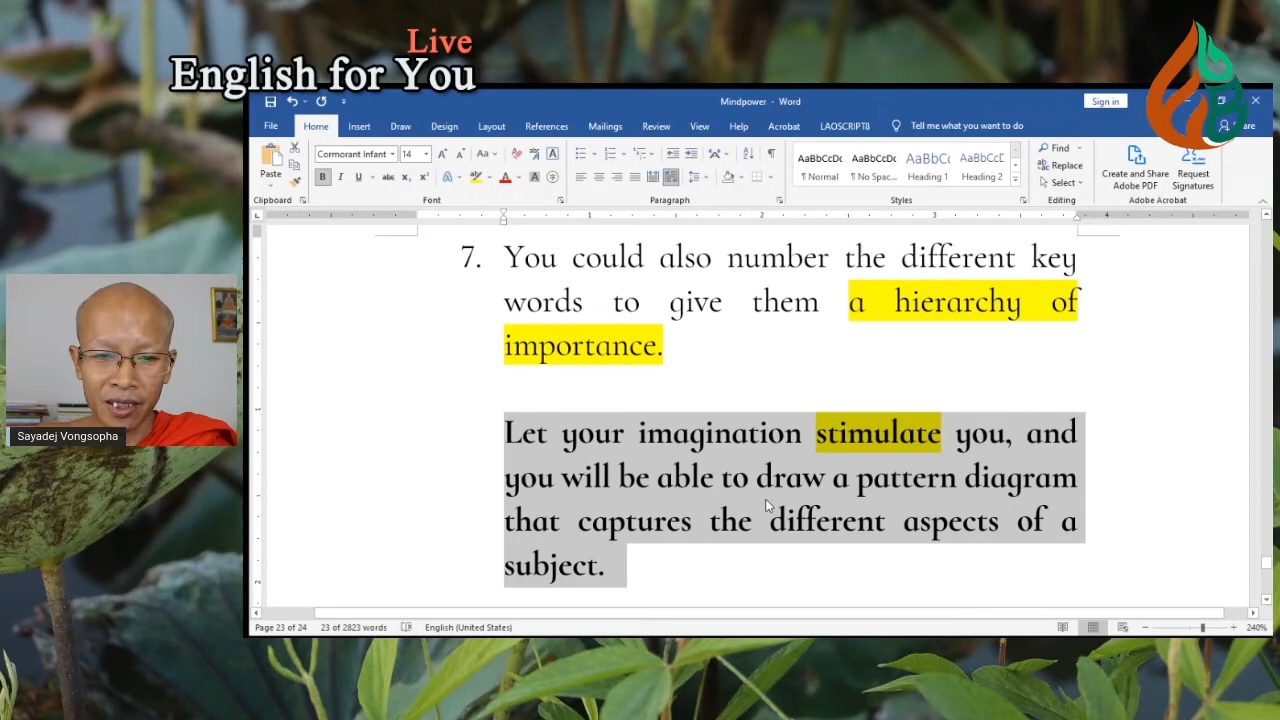 Live
English for You
Mindpower - Word
Sign in
File Home Insert Draw Design Layout References Mailings Review View Help Acrobat LAOSCRIPT8 Tell me what you want to do
Paste
Cormorant Infant 14
AaBbCcDc AaBbCcDc AaBbCc AaBbCcD
¶ Normal ¶ No Spac... Heading 1 Heading 2
Find
Replace
Select
Create and Share Adobe PDF
Request Signatures
Clipboard Font Paragraph Styles Editing Adobe Acrobat
1 2 3 4
7. You could also number the different key
words to give them a hierarchy of
importance.
Let your imagination stimulate you, and
you will be able to draw a pattern diagram
that captures the different aspects of a
subject.
Sayadej Vongsopha
Page 23 of 24 23 of 2823 words English (United States) 240%